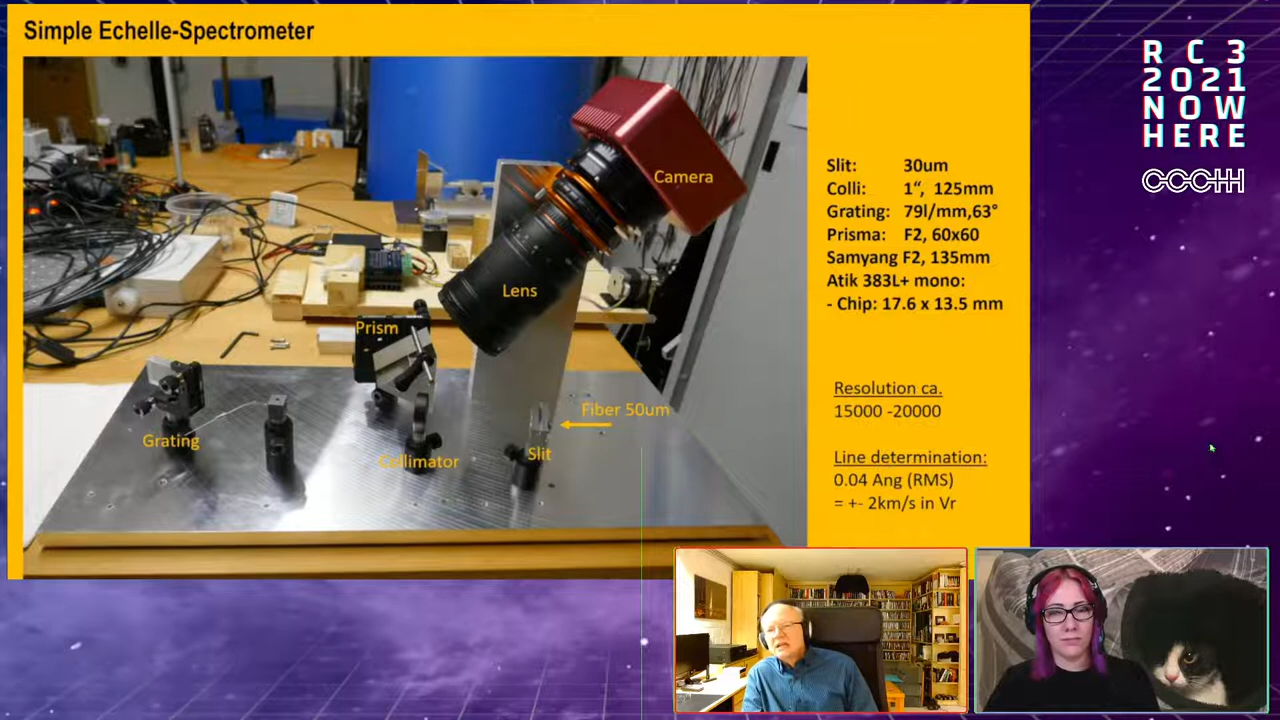 Simple Echelle-Spectrometer
Camera
Lens
Prism
Fiber 50um
Grating
Collimator
Slit
Slit: 30um
Colli: 1“, 125mm
Grating: 79l/mm,63°
Prisma: F2, 60x60
Samyang F2, 135mm
Atik 383L+ mono:
- Chip: 17.6 x 13.5 mm
Resolution ca.
15000 -20000
Line determination:
0.04 Ang (RMS)
= +- 2km/s in Vr
R C 3
2021
NOW
HERE
CCCHH